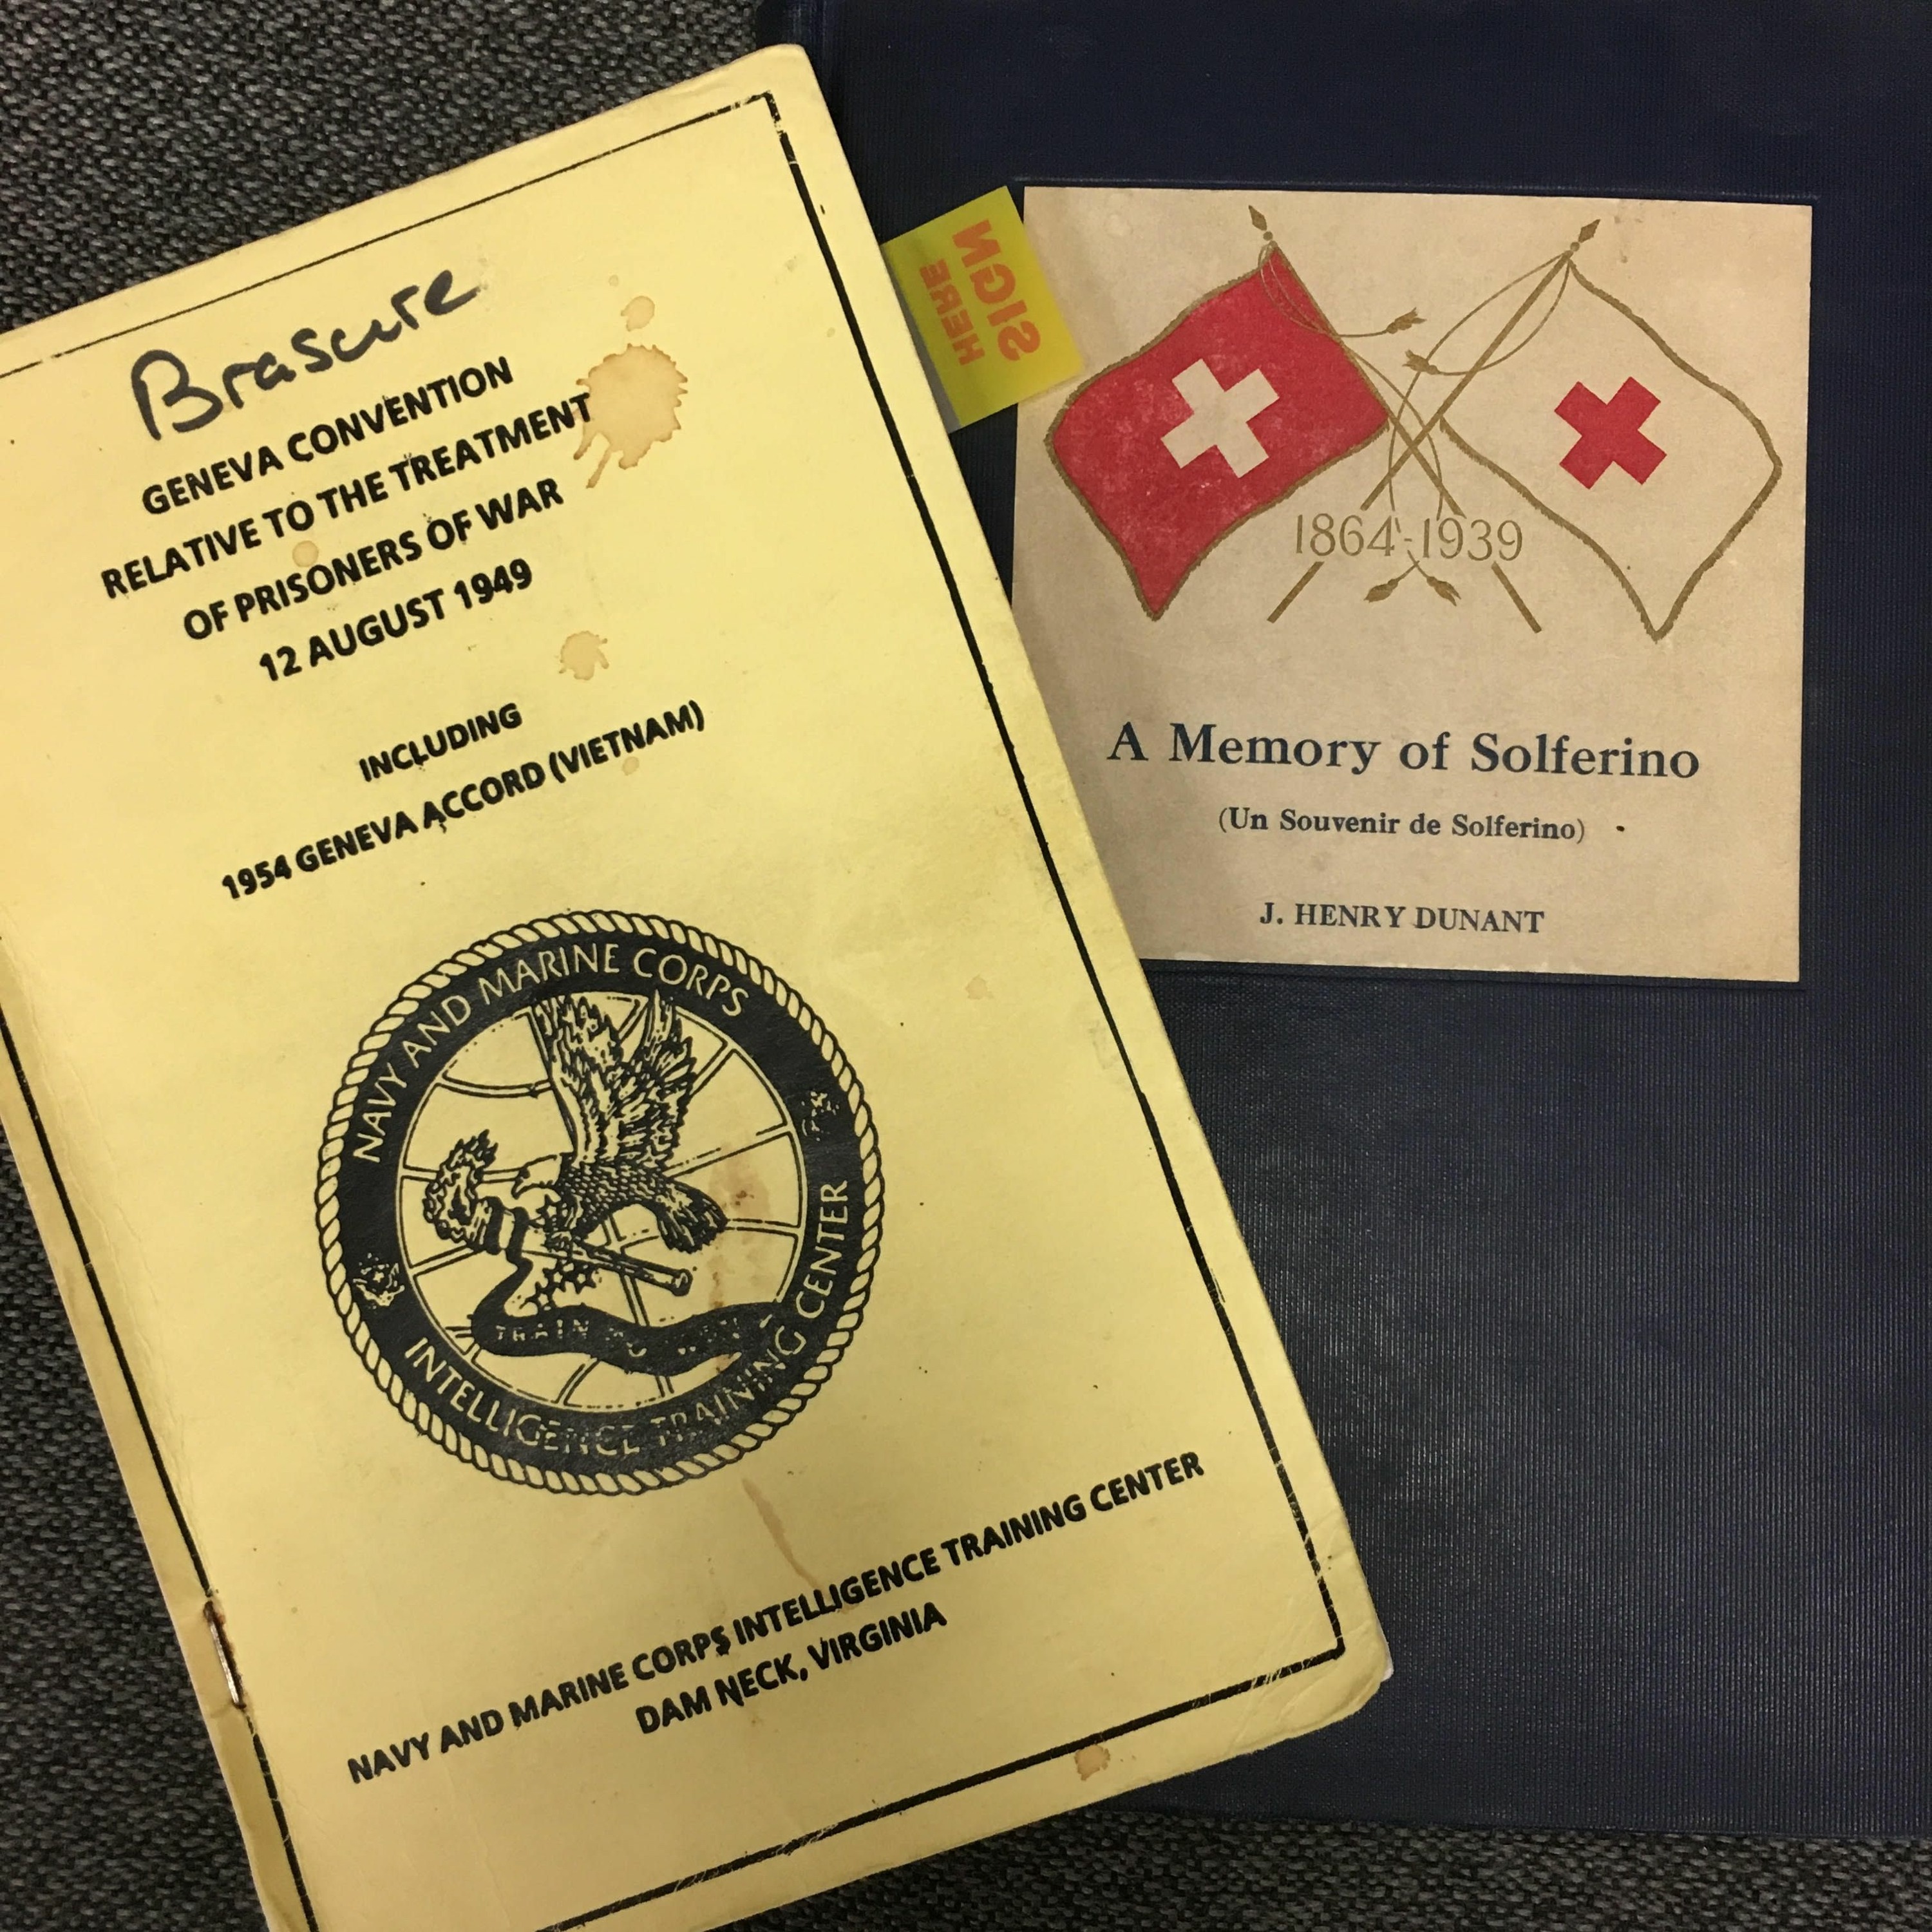 Brasure
GENEVA CONVENTION
RELATIVE TO THE TREATMENT
OF PRISONERS OF WAR
12 AUGUST 1949
INCLUDING
1954 GENEVA ACCORD (VIETNAM)
NAVY AND MARINE CORPS
INTELLIGENCE TRAINING CENTER
TRAIN
NAVY AND MARINE CORPS INTELLIGENCE TRAINING CENTER
DAM NECK, VIRGINIA
SIGN
HERE
1864-1939
A Memory of Solferino
(Un Souvenir de Solferino)
J. HENRY DUNANT